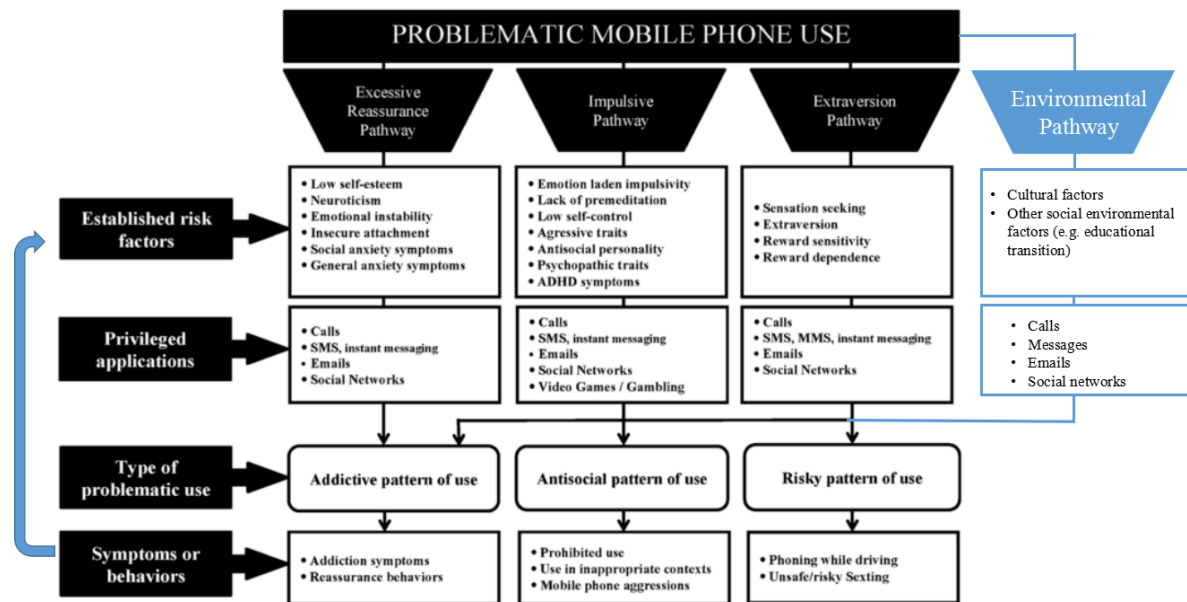 PROBLEMATIC MOBILE PHONE USE
Excessive
Reassurance
Pathway
Impulsive
Pathway
Extraversion
Pathway
Environmental
Pathway
Established risk
factors
• Low self-esteem
• Neuroticism
• Emotional instability
• Insecure attachment
• Social anxiety symptoms
• General anxiety symptoms
• Emotion laden impulsivity
• Lack of premeditation
• Low self-control
• Agressive traits
• Antisocial personality
• Psychopathic traits
• ADHD symptoms
• Sensation seeking
• Extraversion
• Reward sensitivity
• Reward dependence
• Cultural factors
• Other social environmental
factors (e.g. educational
transition)
Privileged
applications
• Calls
• SMS, instant messaging
• Emails
• Social Networks
• Calls
• SMS, instant messaging
• Emails
• Social Networks
• Video Games / Gambling
• Calls
• SMS, MMS, instant messaging
• Emails
• Social Networks
• Calls
• Messages
• Emails
• Social networks
Type of
problematic use
Addictive pattern of use
Antisocial pattern of use
Risky pattern of use
Symptoms or
behaviors
• Addiction symptoms
• Reassurance behaviors
• Prohibited use
• Use in inappropriate contexts
• Mobile phone aggressions
• Phoning while driving
• Unsafe/risky Sexting